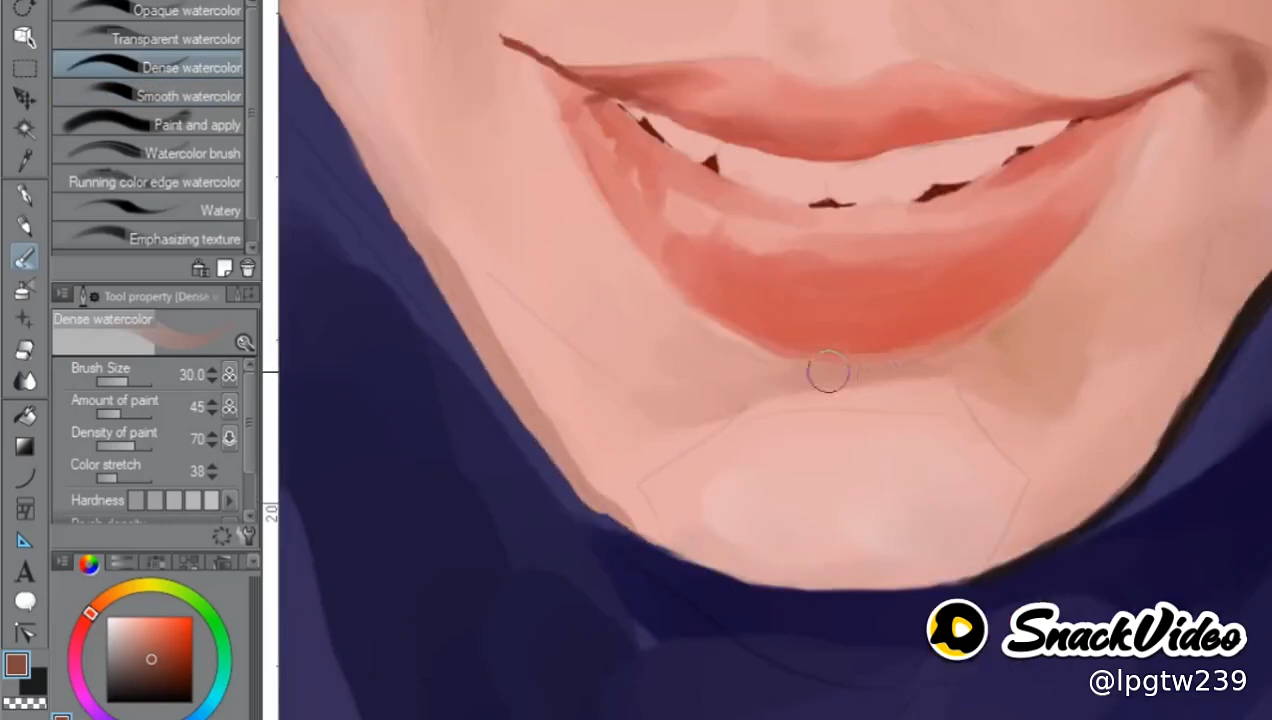 Opaque watercolor
Transparent watercolor
Dense watercolor
Smooth watercolor
Paint and apply
Watercolor brush
Running color edge watercolor
Watery
Emphasizing texture
Tool property [Dense w
Dense watercolor
Brush Size 30.0
Amount of paint 45
Density of paint 70
Color stretch 38
Hardness
20
SnackVideo
@lpgtw239